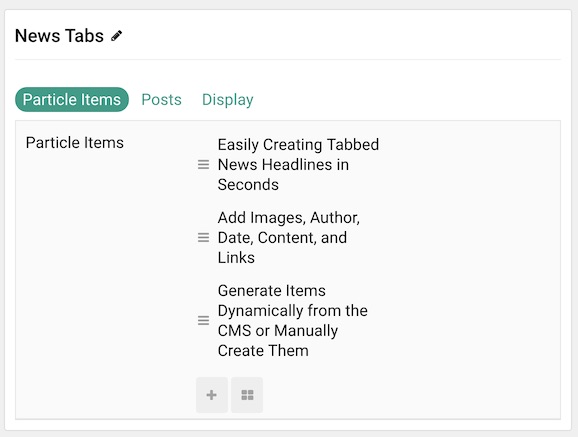 News Tabs
Particle Items Posts Display
Particle Items
Easily Creating Tabbed
News Headlines in
Seconds
Add Images, Author,
Date, Content, and
Links
Generate Items
Dynamically from the
CMS or Manually
Create Them